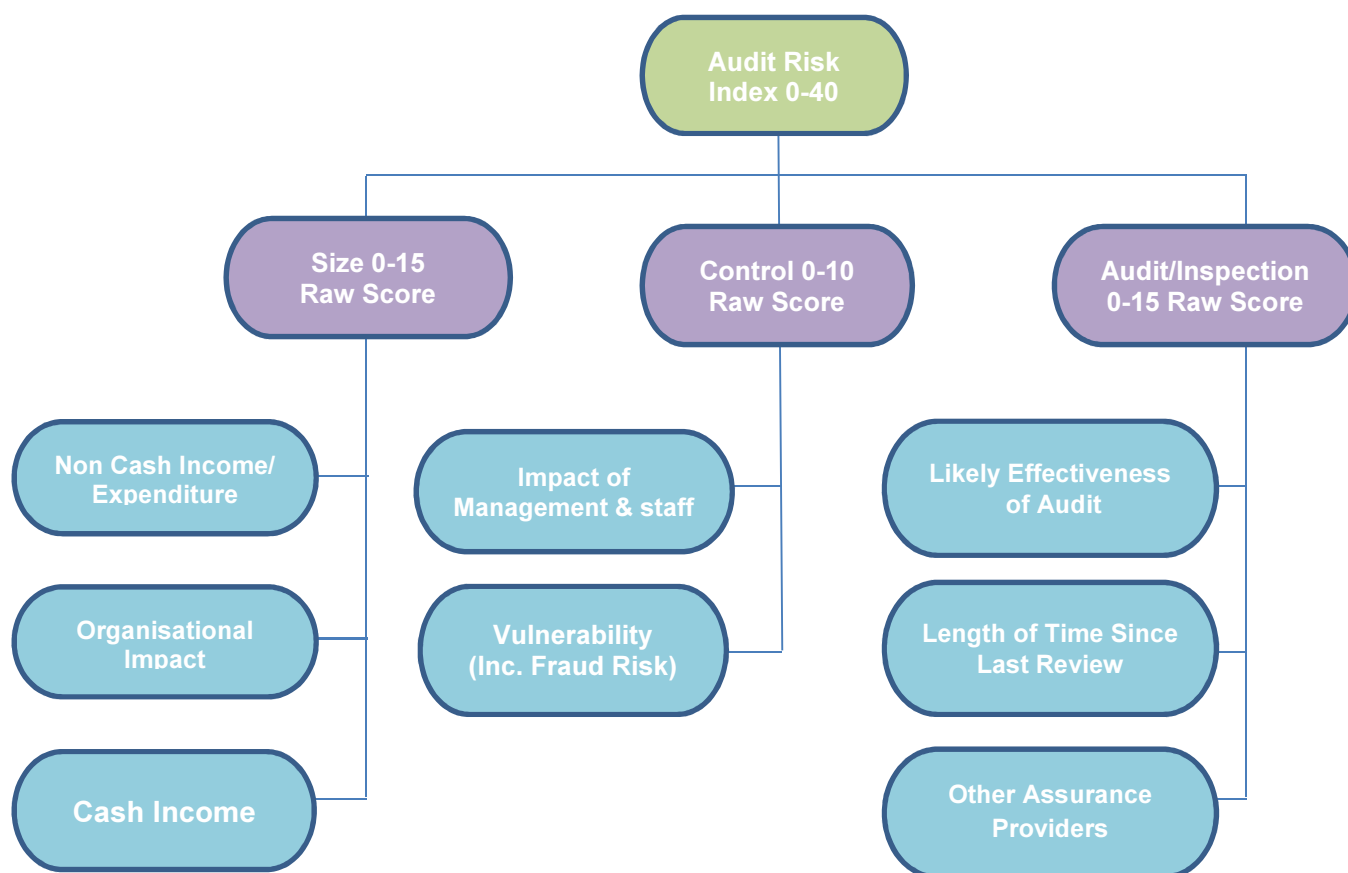 Audit Risk
Index 0-40
Size 0-15
Raw Score
Control 0-10
Raw Score
Audit/Inspection
0-15 Raw Score
Non Cash Income/
Expenditure
Impact of
Management & staff
Likely Effectiveness
of Audit
Organisational
Impact
Vulnerability
(Inc. Fraud Risk)
Length of Time Since
Last Review
Cash Income
Other Assurance
Providers